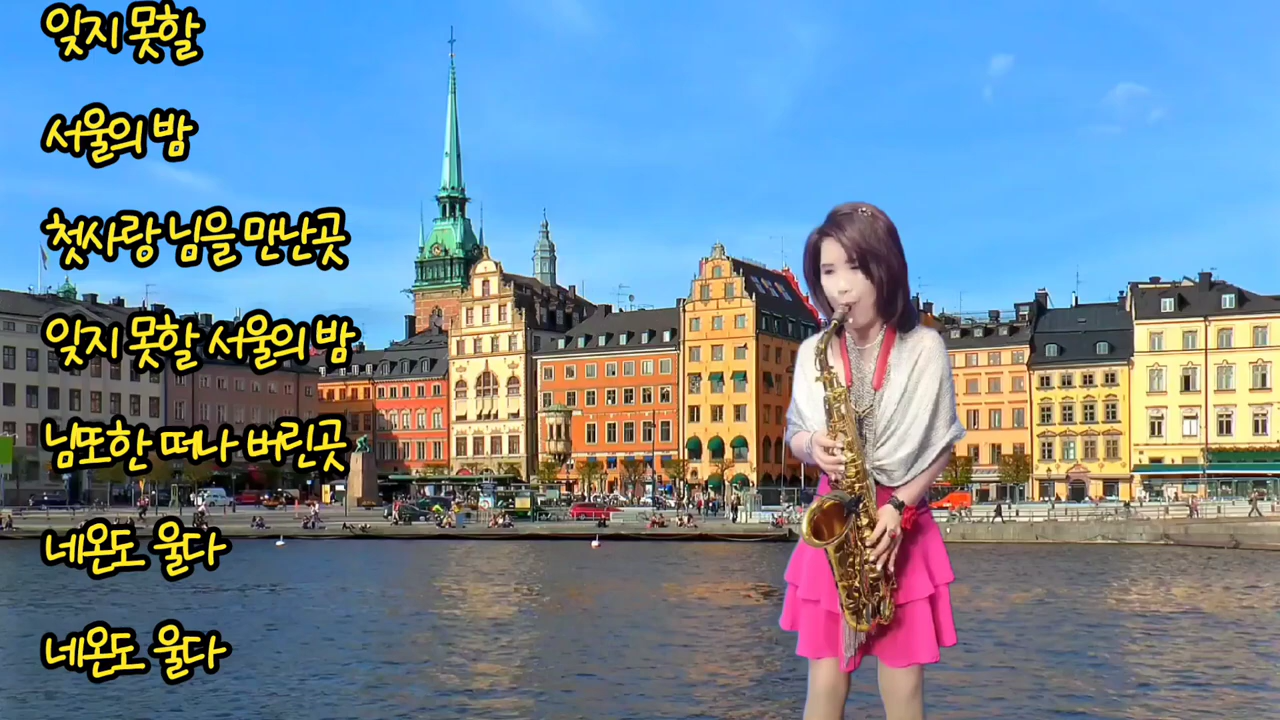 잊지 못할
서울의 밤
첫사랑 님을 만난곳
잊지 못할 서울의 밤
님또한 떠나 버린곳
네온도 울다
네온도 울다